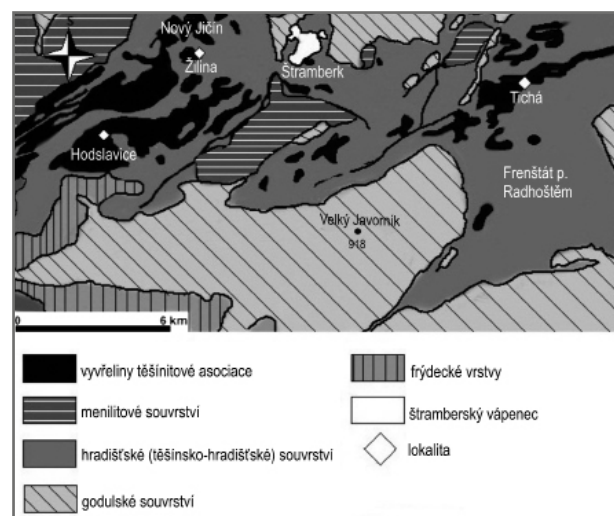 Nový Jičín
Žilina
Štramberk
Tichá
Hodslavice
Frenštát p.
Radhoštěm
Velký Javorník
918
0 6 km
vyvřeliny těšínitové asociace
frýdecké vrstvy
menilitové souvrství
štramberský vápenec
hradišťské (těšínsko-hradišťské) souvrství
lokalita
godulské souvrství